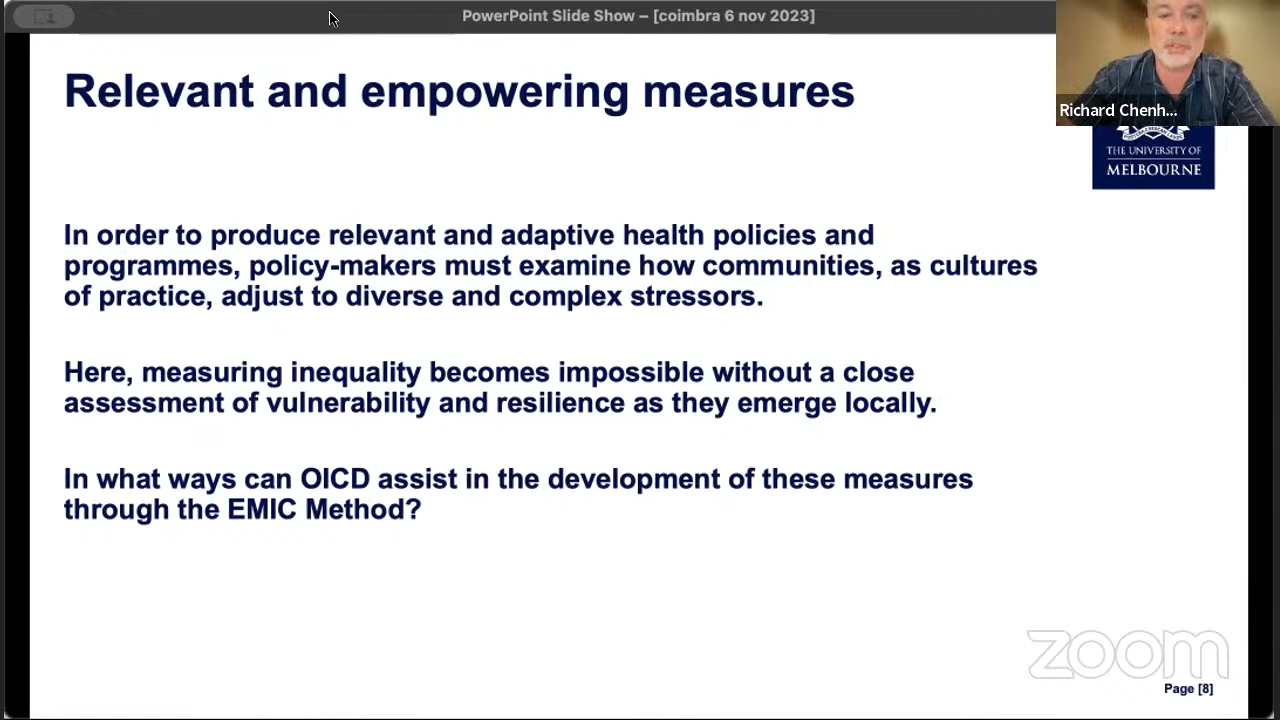 PowerPoint Slide Show – [coimbra 6 nov 2023]
Relevant and empowering measures
Richard Chenh...
THE UNIVERSITY OF
MELBOURNE
In order to produce relevant and adaptive health policies and
programmes, policy-makers must examine how communities, as cultures
of practice, adjust to diverse and complex stressors.
Here, measuring inequality becomes impossible without a close
assessment of vulnerability and resilience as they emerge locally.
In what ways can OICD assist in the development of these measures
through the EMIC Method?
zoom
Page [8]